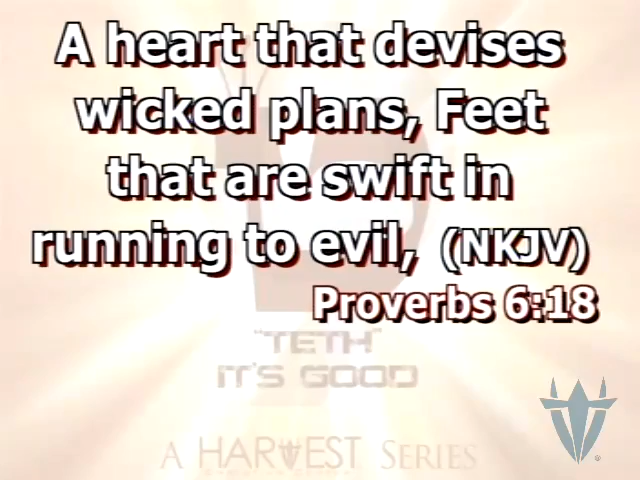 A heart that devises
wicked plans, Feet
that are swift in
running to evil, (NKJV)
Proverbs 6:18
"TETH"
IT'S GOOD
A HARVEST SERIES